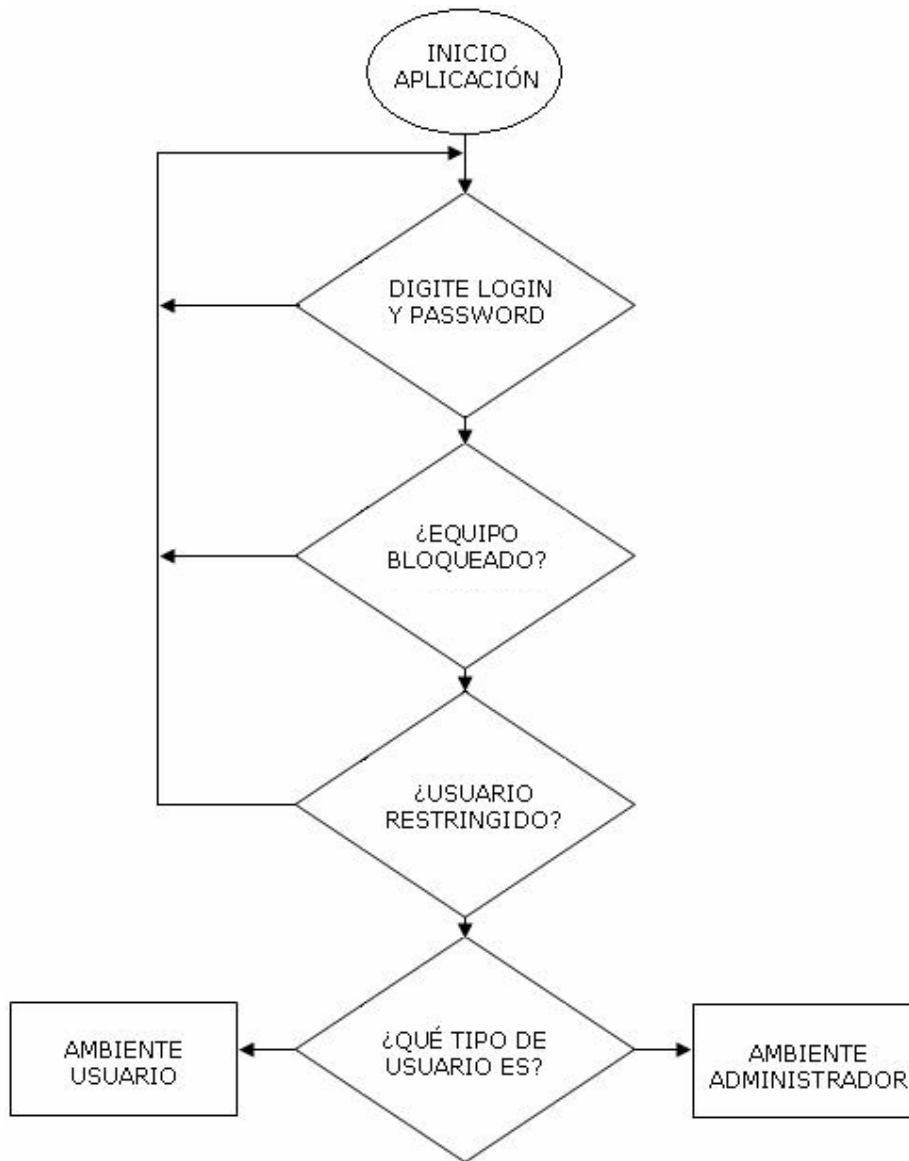 INICIO
APLICACIÓN
DIGITE LOGIN
Y PASSWORD
¿EQUIPO
BLOQUEADO?
¿USUARIO
RESTRINGIDO?
¿QUÉ TIPO DE
USUARIO ES?
AMBIENTE
USUARIO
AMBIENTE
ADMINISTRADOR